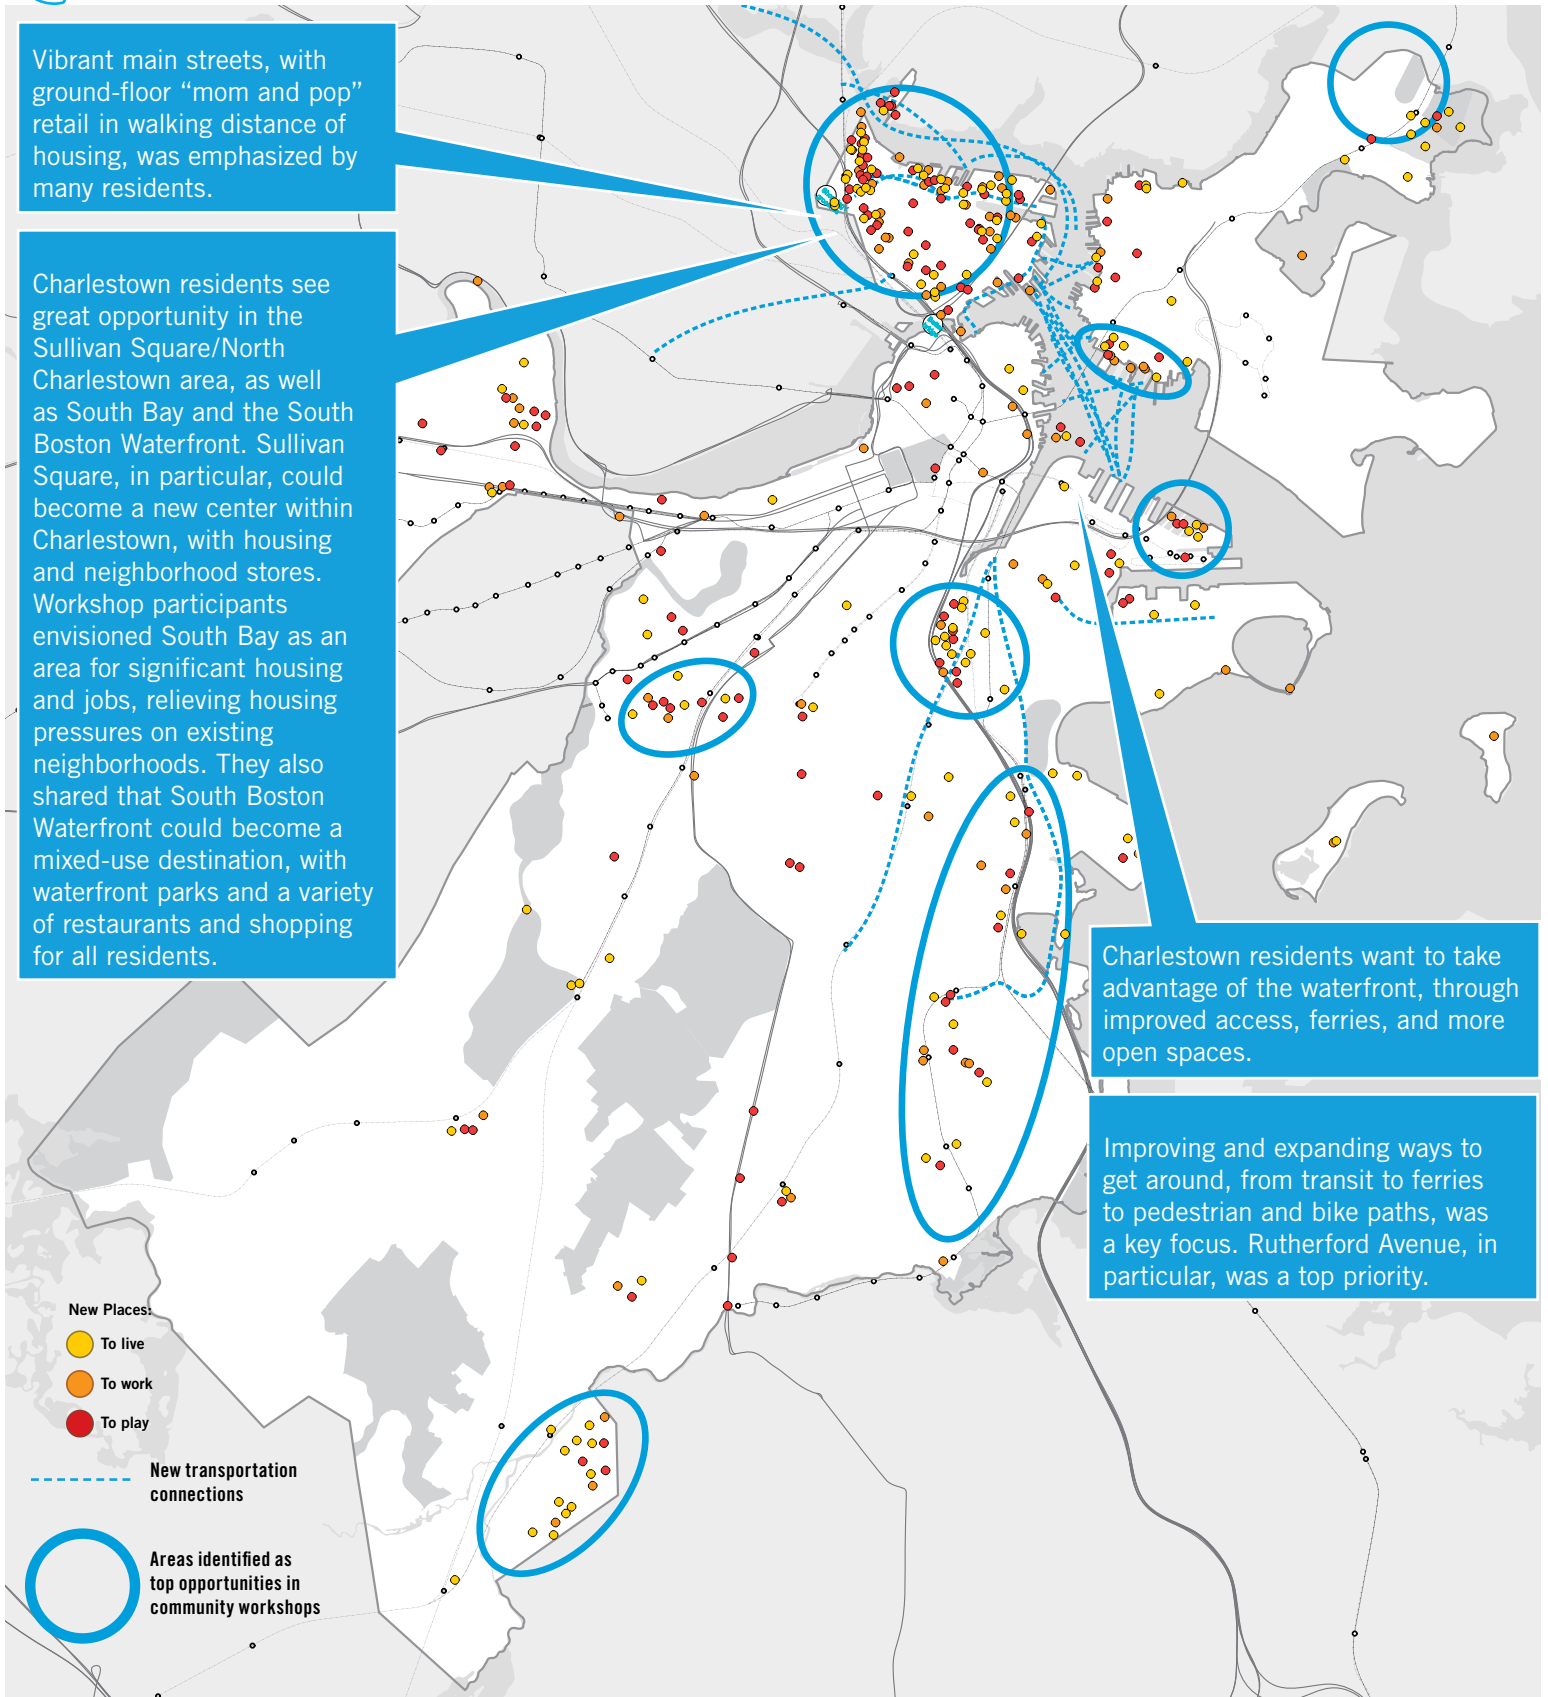 Vibrant main streets, with
ground-floor “mom and pop”
retail in walking distance of
housing, was emphasized by
many residents.
Charlestown residents see
great opportunity in the
Sullivan Square/North
Charlestown area, as well
as South Bay and the South
Boston Waterfront. Sullivan
Square, in particular, could
become a new center within
Charlestown, with housing
and neighborhood stores.
Workshop participants
envisioned South Bay as an
area for significant housing
and jobs, relieving housing
pressures on existing
neighborhoods. They also
shared that South Boston
Waterfront could become a
mixed-use destination, with
waterfront parks and a variety
of restaurants and shopping
for all residents.
Charlestown residents want to take
advantage of the waterfront, through
improved access, ferries, and more
open spaces.
Improving and expanding ways to
get around, from transit to ferries
to pedestrian and bike paths, was
a key focus. Rutherford Avenue, in
particular, was a top priority.
New Places:
To live
To work
To play
New transportation
connections
Areas identified as
top opportunities in
community workshops